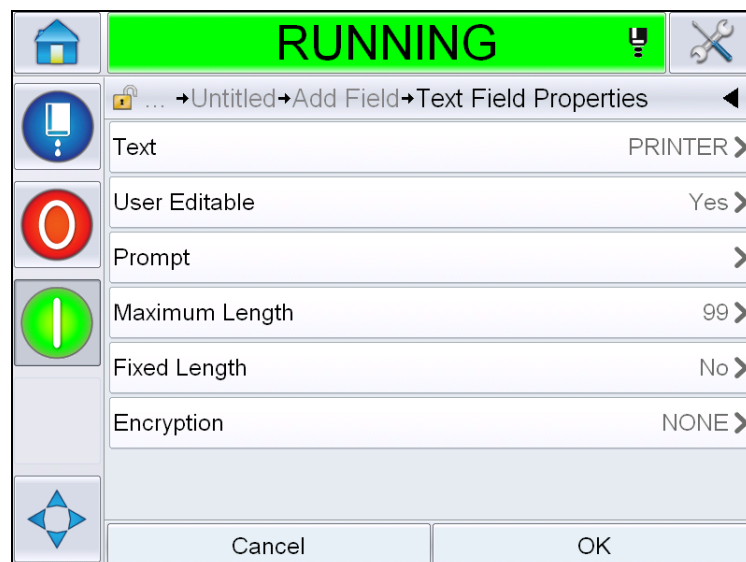 RUNNING
... →Untitled→Add Field→Text Field Properties
Text PRINTER
User Editable Yes
Prompt
Maximum Length 99
Fixed Length No
Encryption NONE
Cancel OK